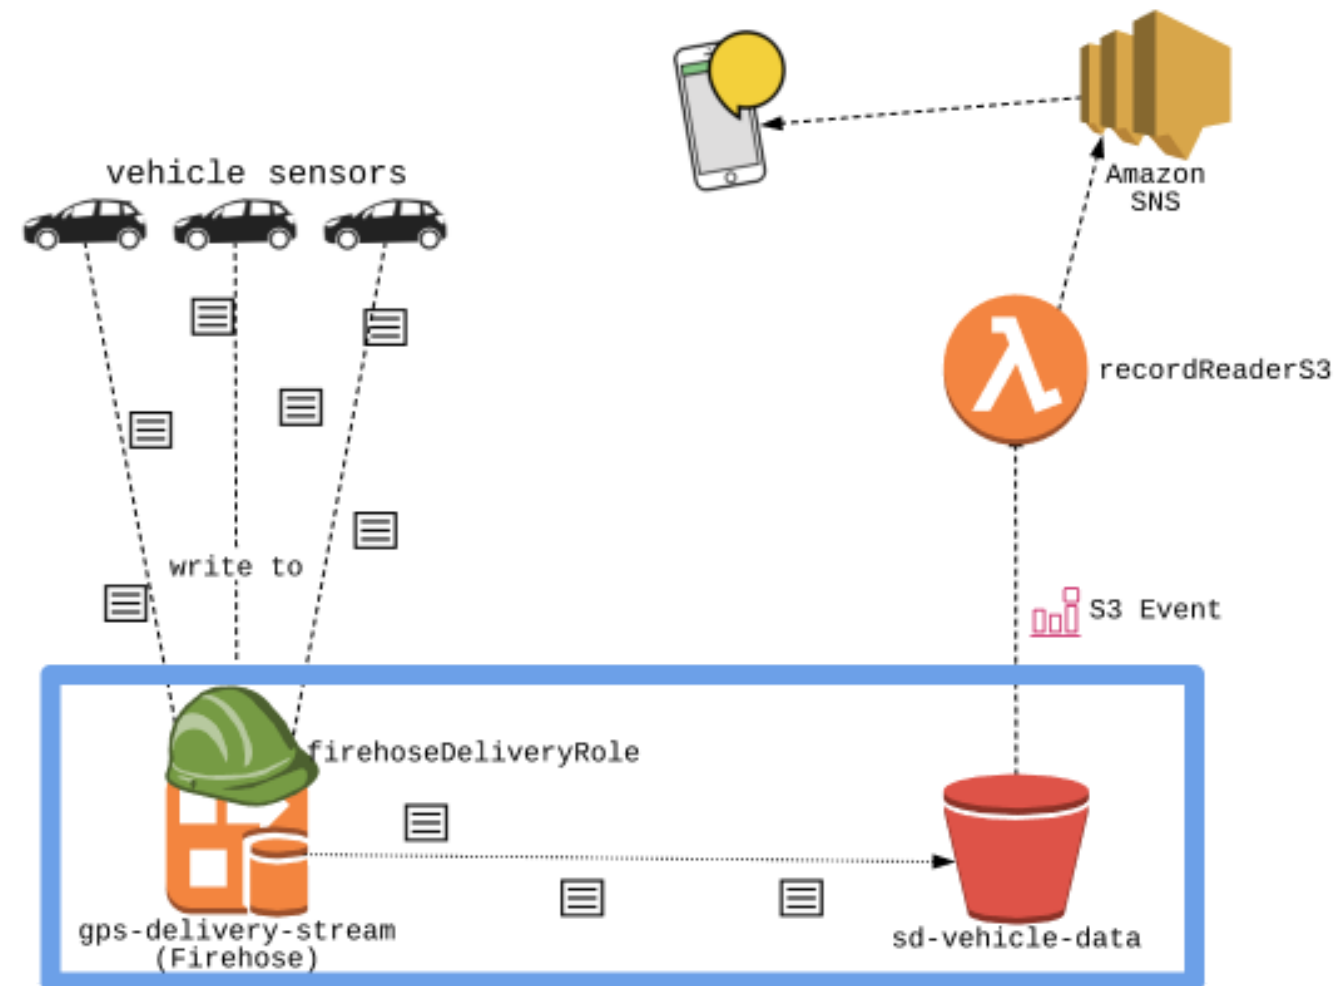 vehicle sensors
Amazon
SNS
recordReaderS3
write to
S3 Event
firehoseDeliveryRole
gps-delivery-stream
(Firehose)
sd-vehicle-data